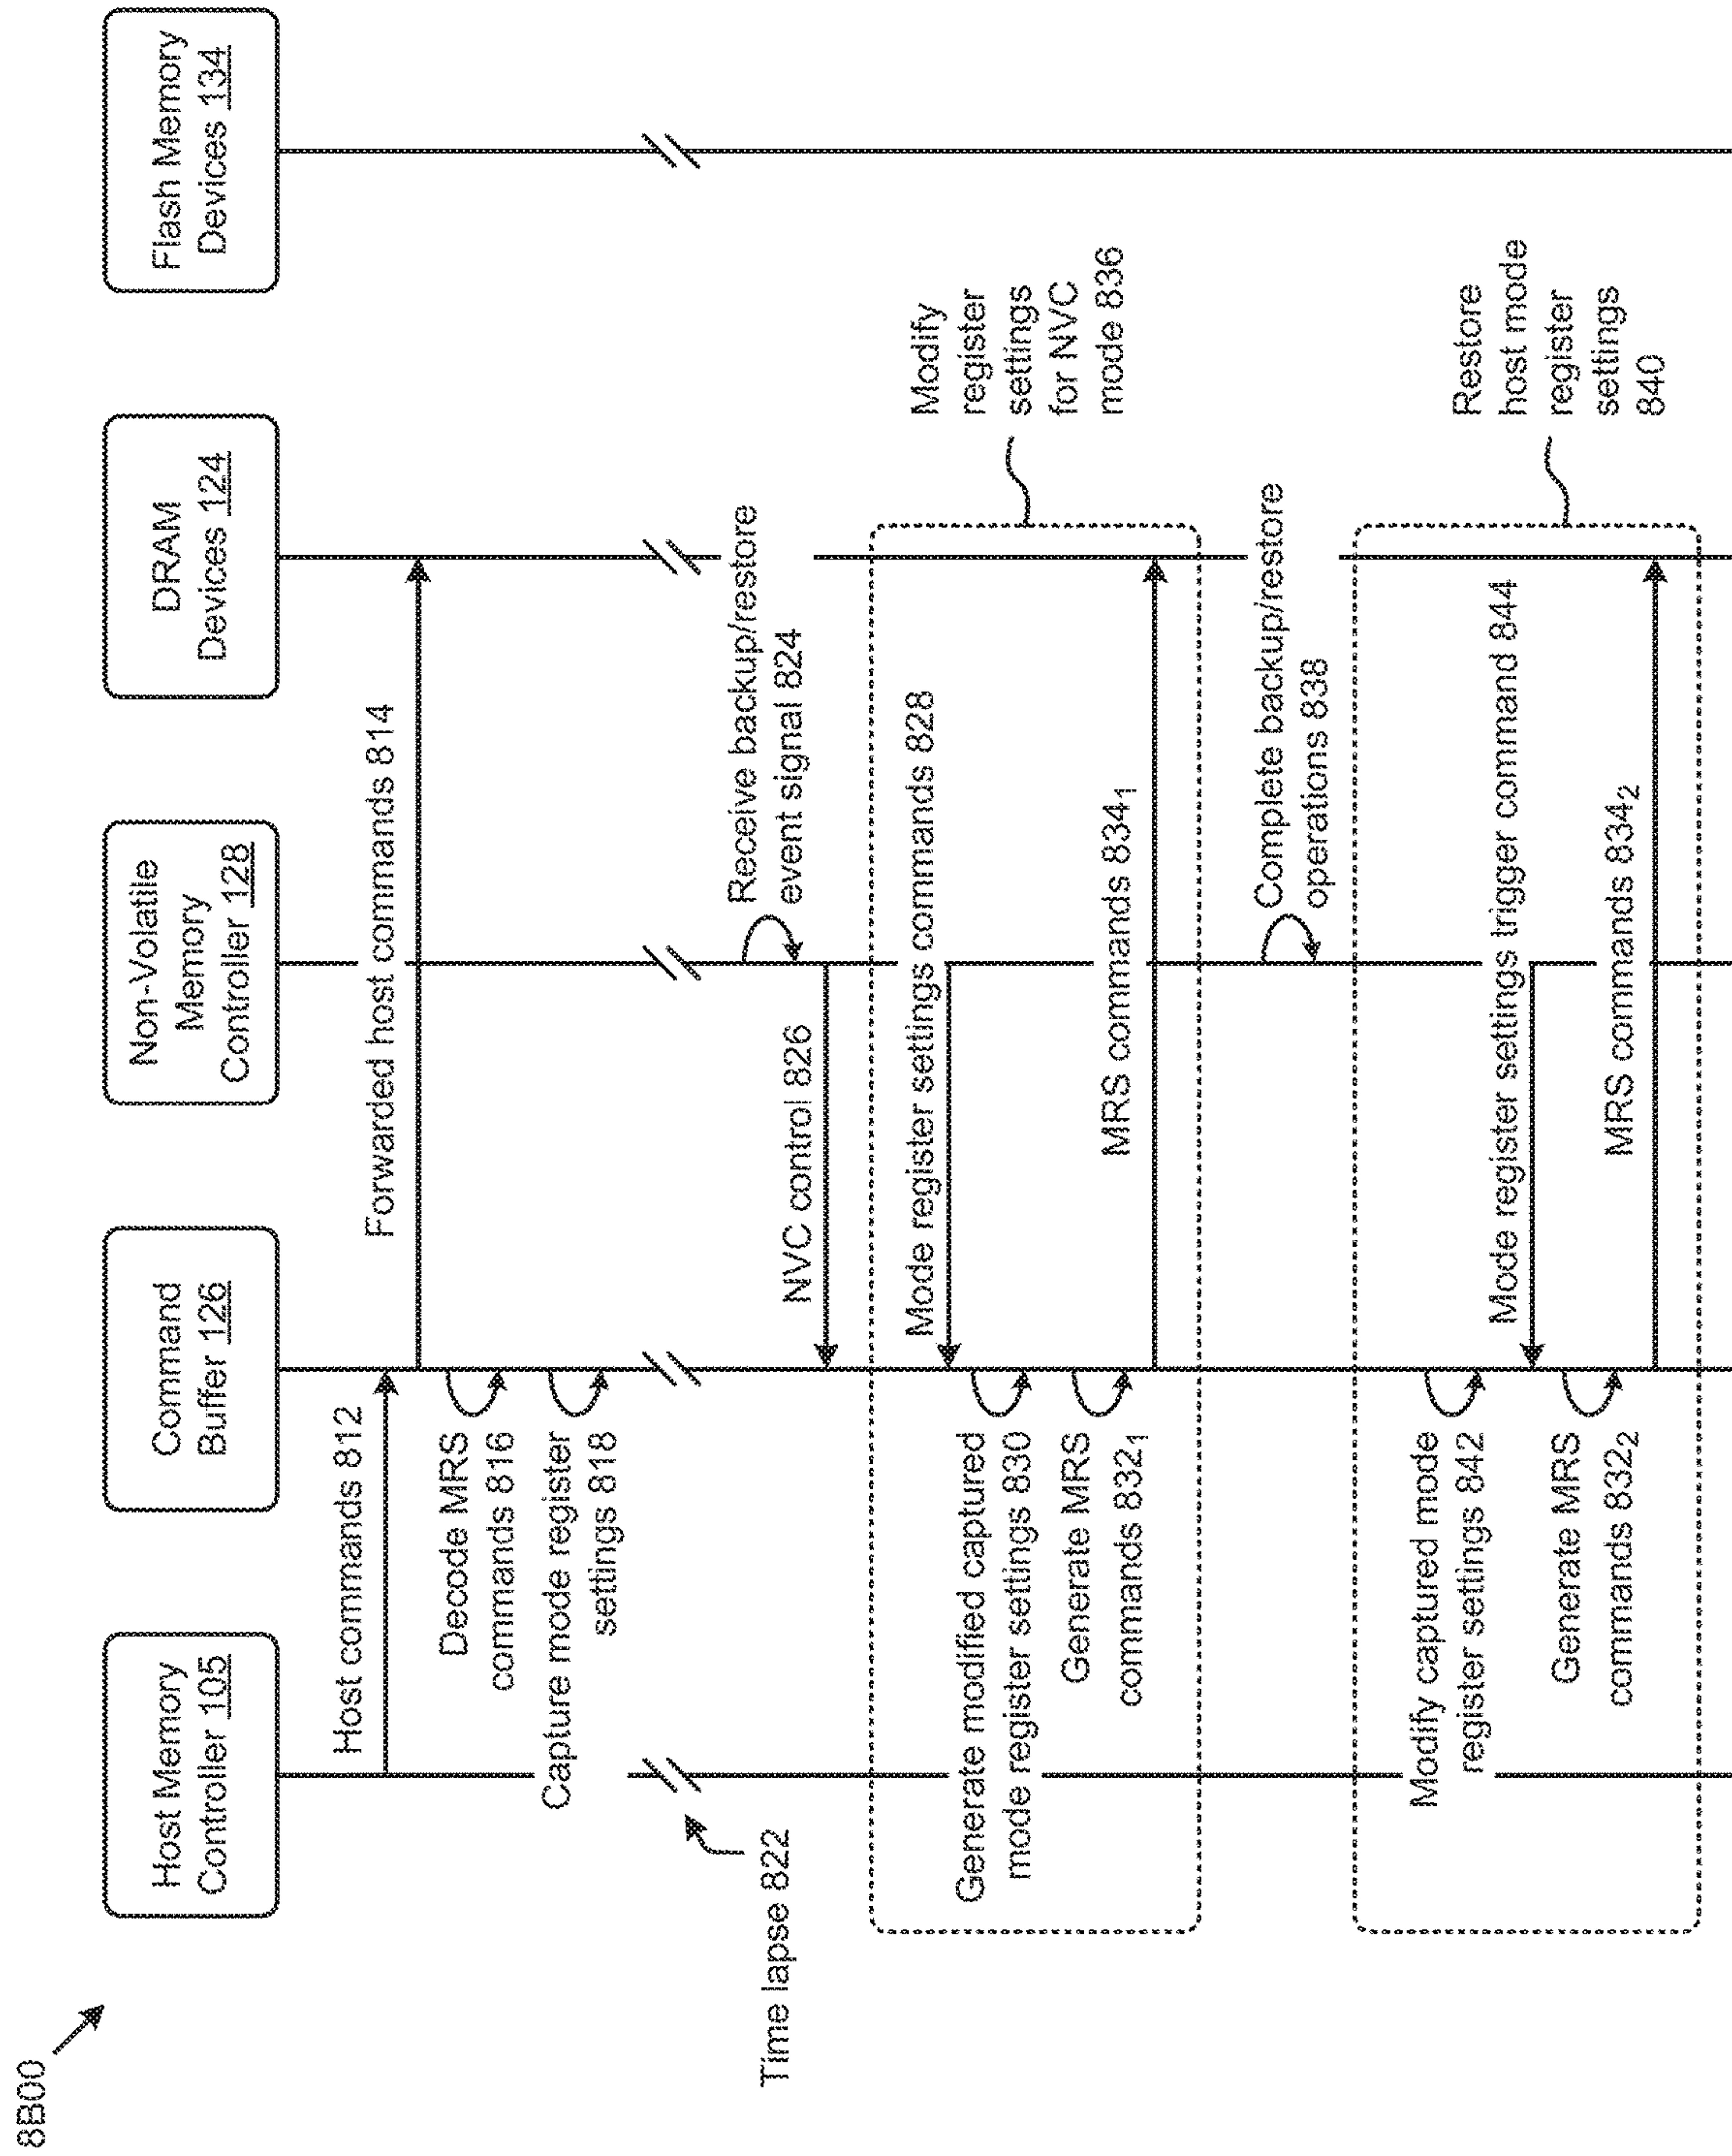 8B00
Host Memory
Controller 105
Command
Buffer 126
Non-Volatile
Memory
Controller 128
DRAM
Devices 124
Flash Memory
Devices 134
Host commands 812
Forwarded host commands 814
Decode MRS
commands 816
Capture mode register
settings 818
Time lapse 822
Receive backup/restore
event signal 824
NVC control 826
Mode register settings commands 828
Generate modified captured
mode register settings 830
Generate MRS
commands 832₁
MRS commands 834₁
Modify
register
settings
for NVC
mode 836
Complete backup/restore
operations 838
Modify captured mode
register settings 842
Mode register settings trigger command 844
Generate MRS
commands 832₂
MRS commands 834₂
Restore
host mode
register
settings
840